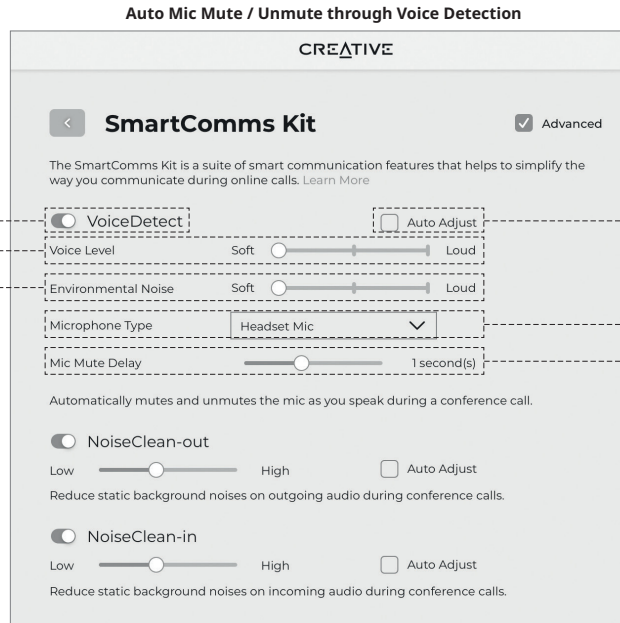 Auto Mic Mute / Unmute through Voice Detection
CREATIVE
SmartComms Kit
Advanced
The SmartComms Kit is a suite of smart communication features that helps to simplify the
way you communicate during online calls. Learn More
VoiceDetect
Auto Adjust
Voice Level Soft Loud
Environmental Noise Soft Loud
Microphone Type Headset Mic
Mic Mute Delay 1 second(s)
Automatically mutes and unmutes the mic as you speak during a conference call.
NoiseClean-out
Low High Auto Adjust
Reduce static background noises on outgoing audio during conference calls.
NoiseClean-in
Low High Auto Adjust
Reduce static background noises on incoming audio during conference calls.